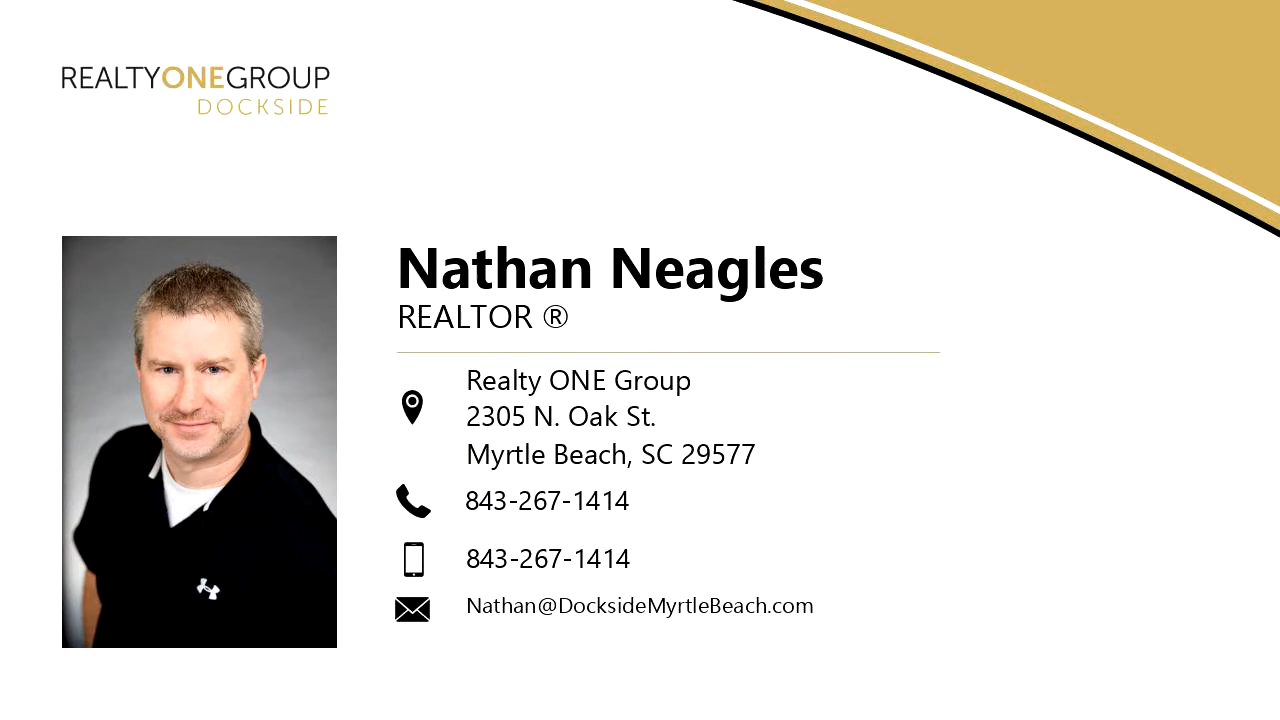 REALTYONEGROUP
DOCKSIDE
Nathan Neagles
REALTOR ®
Realty ONE Group
2305 N. Oak St.
Myrtle Beach, SC 29577
843-267-1414
843-267-1414
Nathan@DocksideMyrtleBeach.com